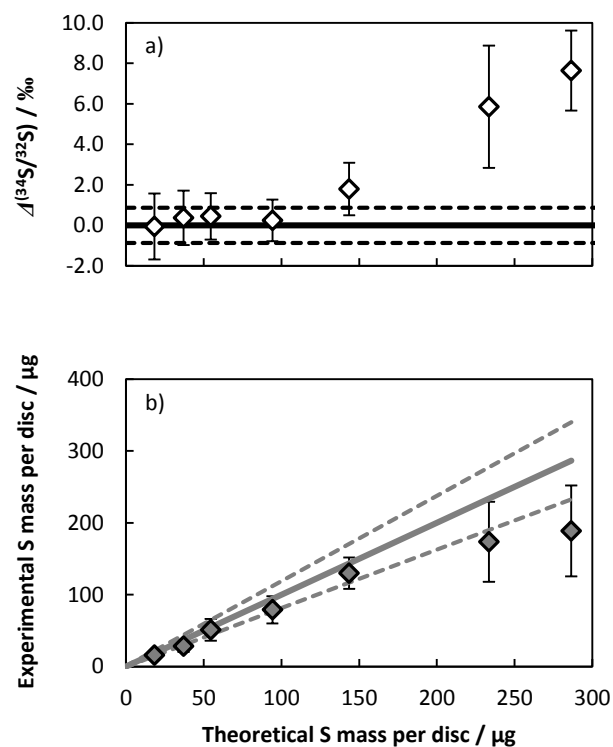 a)
Δ(³⁴S/³²S) / ‰
10.0
8.0
6.0
4.0
2.0
0.0
-2.0
b)
Experimental S mass per disc / µg
400
300
200
100
0
0 50 100 150 200 250 300
Theoretical S mass per disc / µg